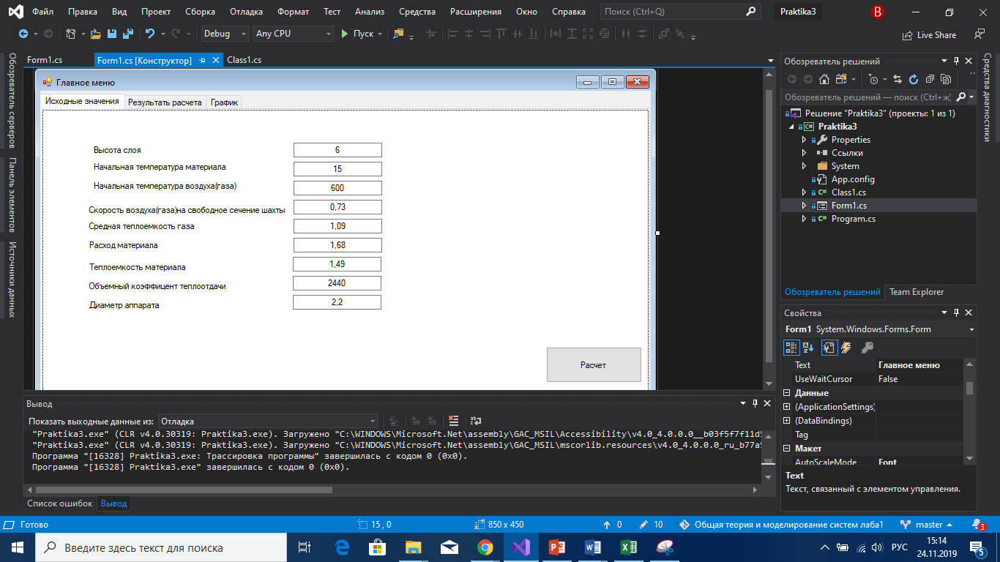 Файл Правка Вид Проект Сборка Отладка Формат Тест Анализ Средства Расширения Окно Справка Поиск (Ctrl+Q) Praktika3 B
Debug Any CPU Пуск Live Share
Form1.cs Form1.cs [Конструктор] Class1.cs
Обозреватель серверов
Панель элементов
Источники данных
Главное меню
Исходные значения Результать расчета График
Высота слоя 6
Начальная температура материала 15
Начальная температура воздуха(газа) 600
Скорость воздуха(газа)на свободное сечение шахты 0,73
Средная теплоемкость газа 1,09
Расход материала 1,68
Теплоемкость материала 1,49
Объемный коэффицент теплоотдачи 2440
Диаметр аппарата 2,2
Расчет
Обозреватель решений
Обозреватель решений — поиск (Ctrl+ж)
Решение "Praktika3" (проекты: 1 из 1)
Praktika3
Properties
Ссылки
System
App.config
Class1.cs
Form1.cs
Program.cs
Обозреватель решений Team Explorer
Средства диагностики
Свойства
Form1 System.Windows.Forms.Form
Text Главное меню
UseWaitCursor False
Данные
(ApplicationSettings)
(DataBindings)
Tag
Макет
AutoScaleMode Font
Text
Текст, связанный с элементом управления.
Вывод
Показать выходные данные из: Отладка
"Praktika3.exe" (CLR v4.0.30319: Praktika3.exe). Загружено "C:\WINDOWS\Microsoft.Net\assembly\GAC_MSIL\Accessibility\v4.0_4.0.0.0__b03f5f7f11d5
"Praktika3.exe" (CLR v4.0.30319: Praktika3.exe). Загружено "C:\WINDOWS\Microsoft.Net\assembly\GAC_MSIL\mscorlib.resources\v4.0_4.0.0.0_ru_b77a5
Программа "[16328] Praktika3.exe: Трассировка программы" завершилась с кодом 0 (0x0).
Программа "[16328] Praktika3.exe" завершилась с кодом 0 (0x0).
Список ошибок Вывод
Готово 15 , 0 850 x 450 0 10 Общая теория и моделирование систем лаба1 master 3
Введите здесь текст для поиска РУС 15:14
24.11.2019 5